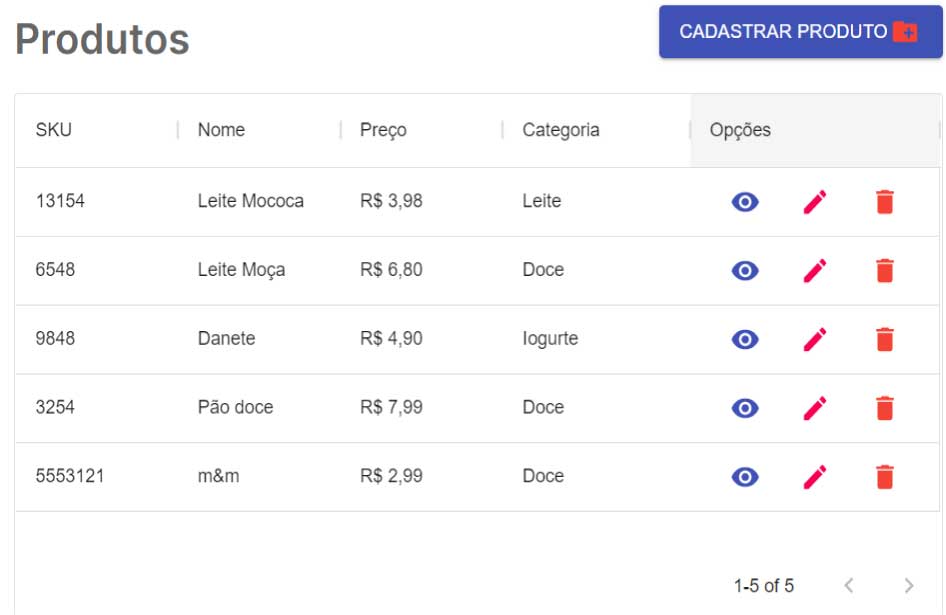 Produtos
CADASTRAR PRODUTO
SKU Nome Preço Categoria Opções
13154 Leite Mococa R$ 3,98 Leite
6548 Leite Moça R$ 6,80 Doce
9848 Danete R$ 4,90 Iogurte
3254 Pão doce R$ 7,99 Doce
5553121 m&m R$ 2,99 Doce
1-5 of 5